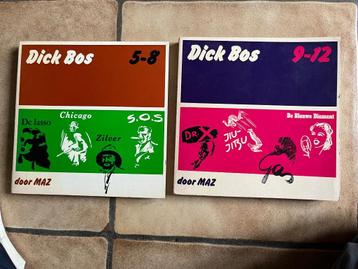 Dick Bos 5-8
Chicago
S.O.S
De lasso
Zilver
door MAZ
Dick Bos 9-12
De Nieuwe Diamant
DR. X
JIU-
JITSU
gas
door MAZ